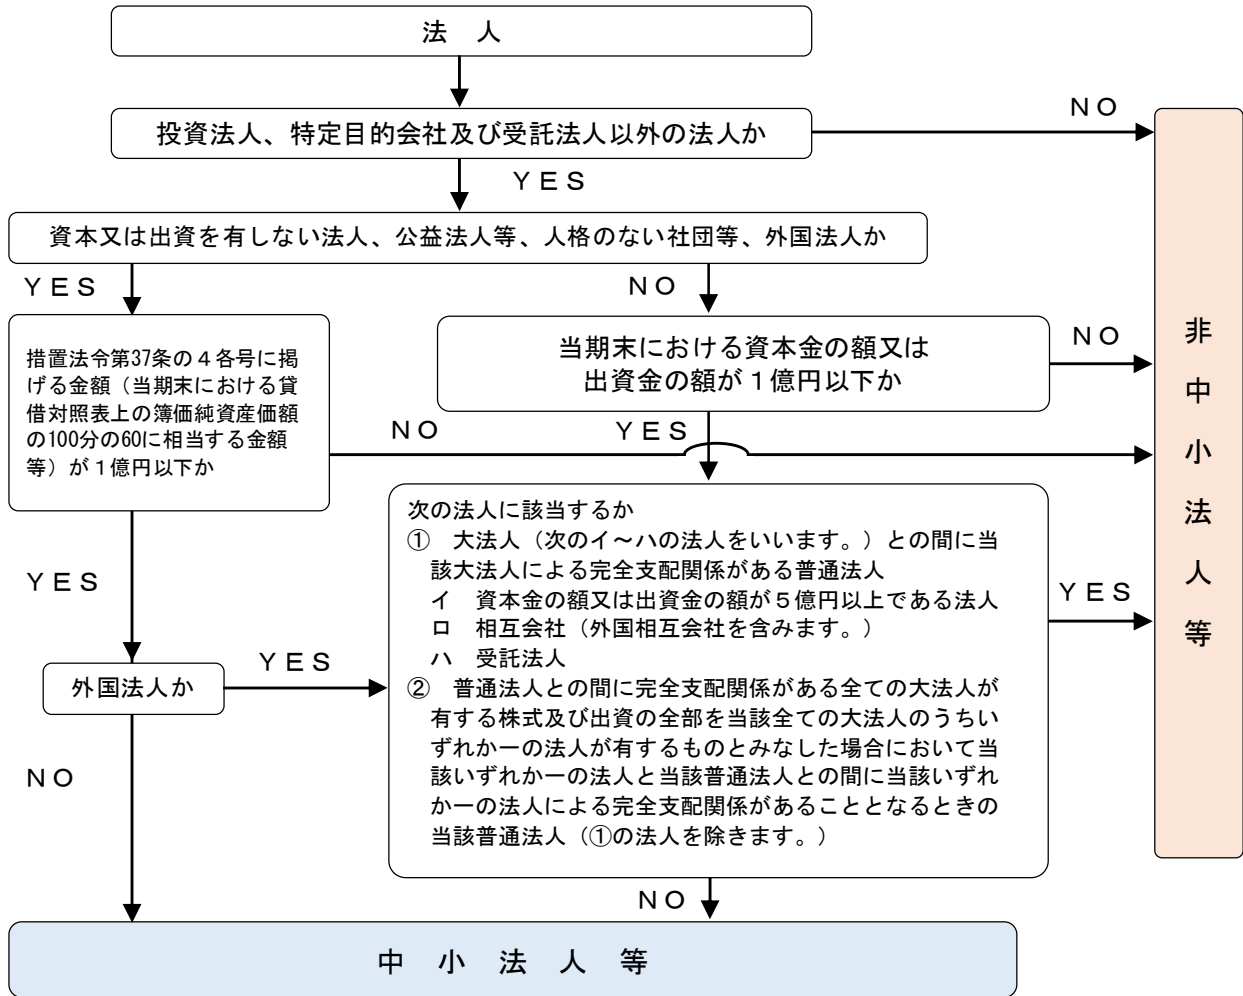 法　人
投資法人、特定目的会社及び受託法人以外の法人か
ＮＯ
ＹＥＳ
資本又は出資を有しない法人、公益法人等、人格のない社団等、外国法人か
ＹＥＳ
ＮＯ
措置法令第37条の４各号に掲
げる金額（当期末における貸
借対照表上の簿価純資産価額
の100分の60に相当する金額
等）が１億円以下か
当期末における資本金の額又は
出資金の額が１億円以下か
ＮＯ
ＮＯ
ＹＥＳ
次の法人に該当するか
①　大法人（次のイ～ハの法人をいいます。）との間に当
該大法人による完全支配関係がある普通法人
イ　資本金の額又は出資金の額が５億円以上である法人
ロ　相互会社（外国相互会社を含みます。）
ハ　受託法人
②　普通法人との間に完全支配関係がある全ての大法人が
有する株式及び出資の全部を当該全ての大法人のうちい
ずれか一の法人が有するものとみなした場合において当
該いずれか一の法人と当該普通法人との間に当該いずれ
か一の法人による完全支配関係があることとなるときの
当該普通法人（①の法人を除きます。）
ＹＥＳ
ＹＥＳ
外国法人か
ＹＥＳ
ＮＯ
ＮＯ
非中小法人等
中　小　法　人　等